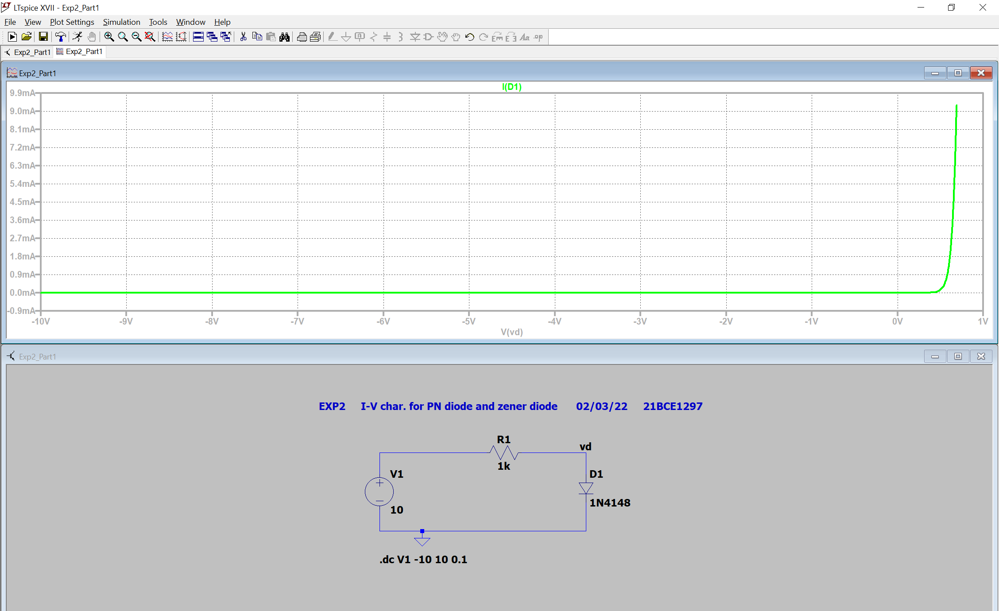 LTspice XVII - Exp2_Part1
File View Plot Settings Simulation Tools Window Help
Exp2_Part1 Exp2_Part1
Exp2_Part1
I(D1)
9.9mA
9.0mA
8.1mA
7.2mA
6.3mA
5.4mA
4.5mA
3.6mA
2.7mA
1.8mA
0.9mA
0.0mA
-0.9mA
-10V -9V -8V -7V -6V -5V -4V -3V -2V -1V 0V 1V
V(vd)
Exp2_Part1
EXP2 I-V char. for PN diode and zener diode 02/03/22 21BCE1297
R1
vd
1k
V1
D1
10
1N4148
.dc V1 -10 10 0.1